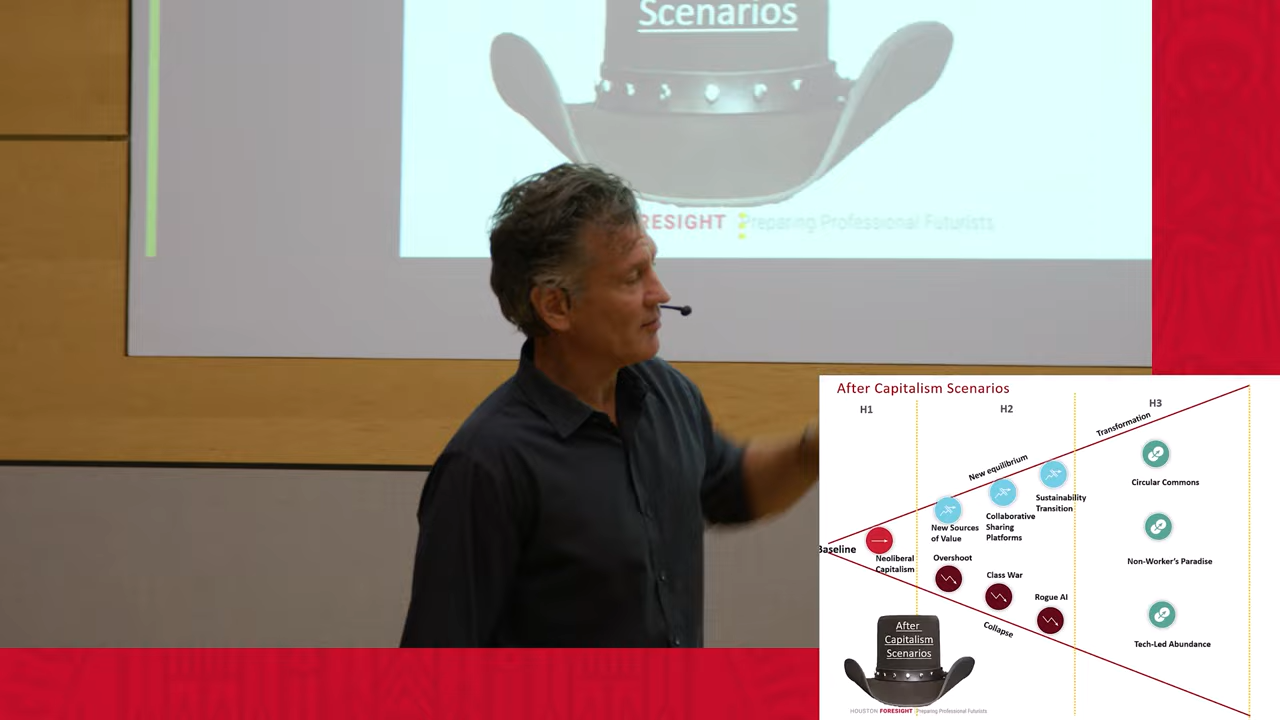 Scenarios
RESIGHT Preparing Professional Futurists
After Capitalism Scenarios
H1
H2
H3
Transformation
New equilibrium
Circular Commons
Sustainability
Transition
Collaborative
Sharing
Platforms
New Sources
of Value
Baseline
Neoliberal
Capitalism
Overshoot
Class War
Rogue AI
Collapse
Non-Worker's Paradise
Tech-Led Abundance
After
Capitalism
Scenarios
HOUSTON FORESIGHT Preparing Professional Futurists